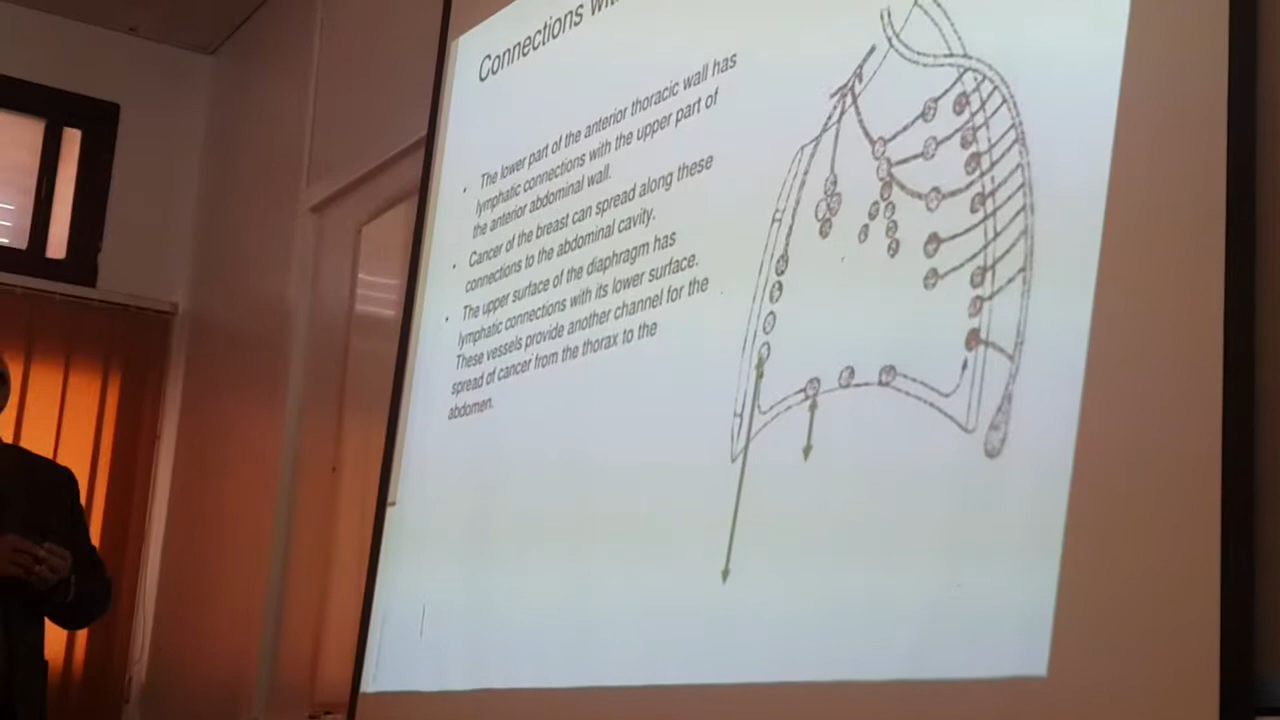 Connections
• The lower part of the anterior thoracic wall has
lymphatic connections with the upper part of
the anterior abdominal wall.
• Cancer of the breast can spread along these
connections to the abdominal cavity.
• The upper surface of the diaphragm has
lymphatic connections with its lower surface.
These vessels provide another channel for the
spread of cancer from the thorax to the
abdomen.